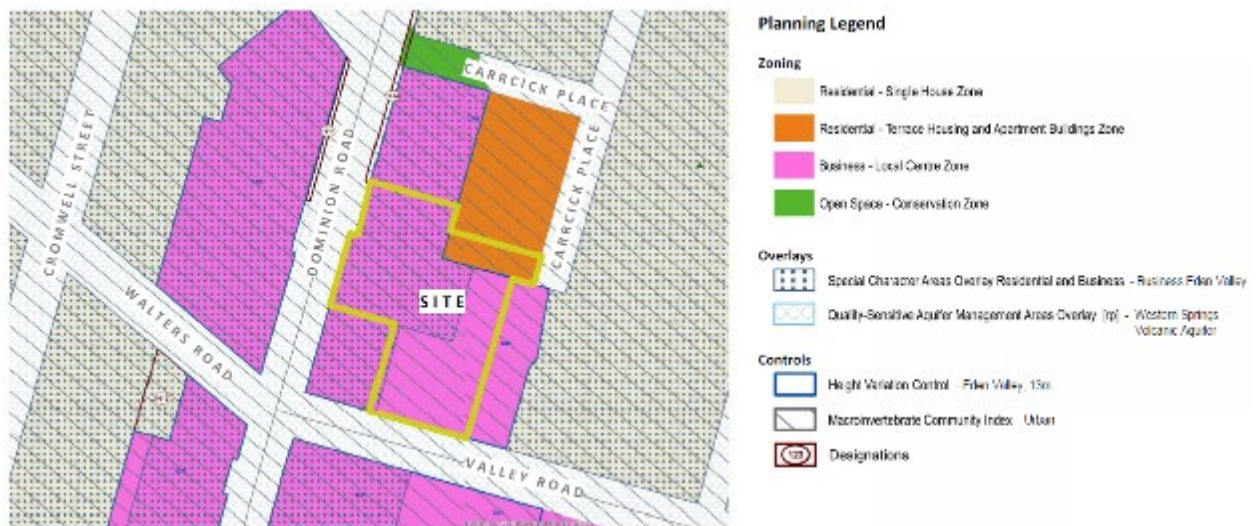 CROMWELL STREET
WALTERS ROAD
DOMINION ROAD
CARRCICK PLACE
CARRCICK PLACE
SITE
VALLEY ROAD
Planning Legend
Zoning
Residential - Single House Zone
Residential - Terrace Housing and Apartment Buildings Zone
Business - Local Centre Zone
Open Space - Conservation Zone
Overlays
Special Character Areas Overlay Residential and Business - Business Eden Valley
Quality-Sensitive Aquifer Management Areas Overlay [rp] - Western Springs
Volcanic Aquifer
Controls
Height Variation Control - Eden Valley, 13m
Macroinvertebrate Community Index - Urban
Designations